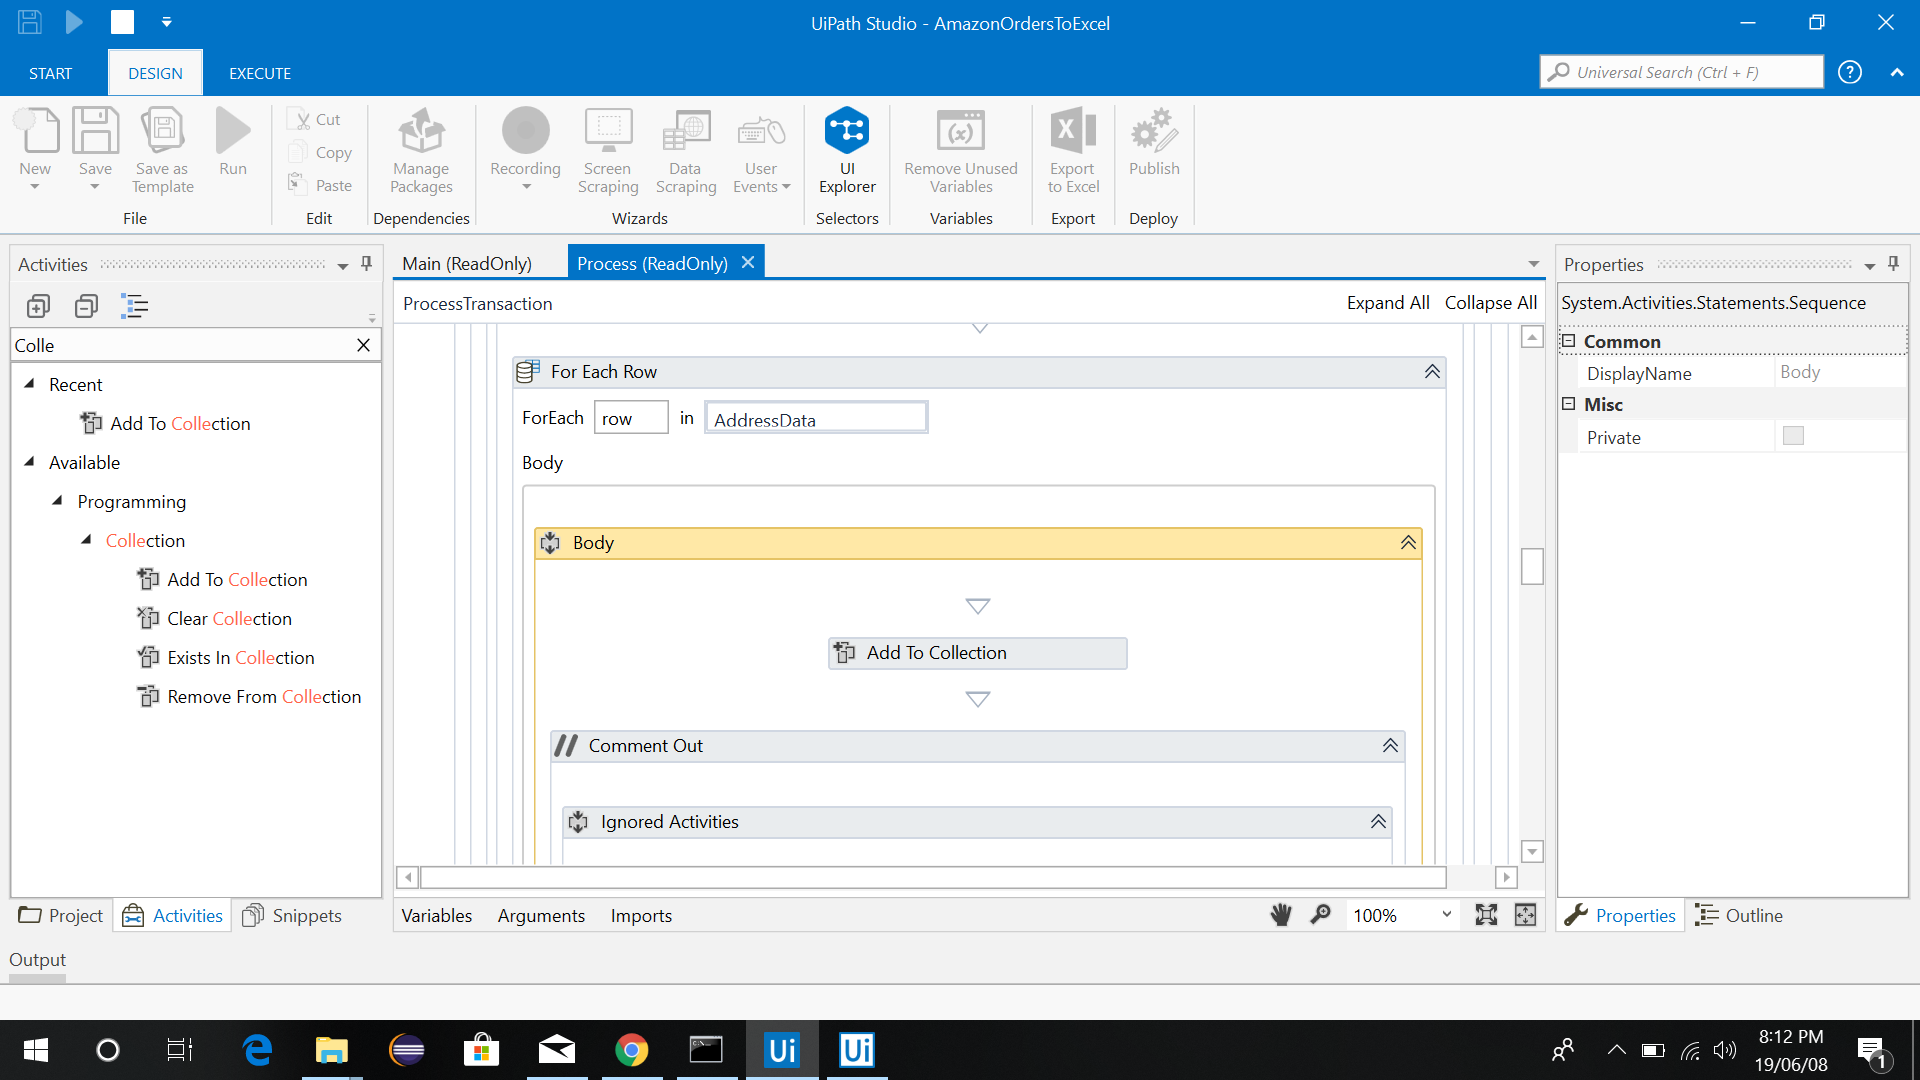 UiPath Studio - AmazonOrdersToExcel
START
DESIGN
EXECUTE
Universal Search (Ctrl + F)
?
New
Save
Save as
Template
Run
File
Cut
Copy
Paste
Edit
Manage
Packages
Dependencies
Recording
Screen
Scraping
Data
Scraping
User
Events
Wizards
UI
Explorer
Selectors
Remove Unused
Variables
Variables
Export
to Excel
Export
Publish
Deploy
Activities
Colle
Recent
Add To Collection
Available
Programming
Collection
Add To Collection
Clear Collection
Exists In Collection
Remove From Collection
Project
Activities
Snippets
Main (ReadOnly)
Process (ReadOnly)
ProcessTransaction
Expand All
Collapse All
For Each Row
ForEach row in AddressData
Body
Body
Add To Collection
// Comment Out
Ignored Activities
Variables
Arguments
Imports
100%
Properties
System.Activities.Statements.Sequence
Common
DisplayName Body
Misc
Private
Properties
Outline
Output
Ui
Ui
8:12 PM
19/06/08
1